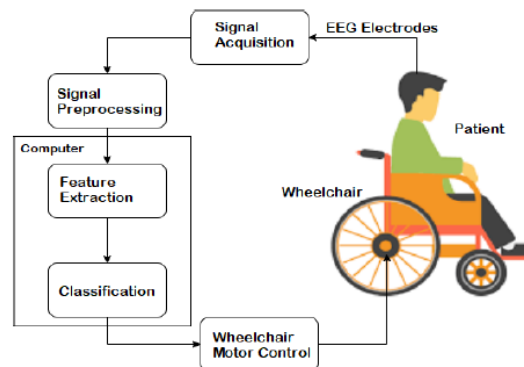 Signal
Acquisition
EEG Electrodes
Signal
Preprocessing
Patient
Computer
Feature
Extraction
Wheelchair
Classification
Wheelchair
Motor Control